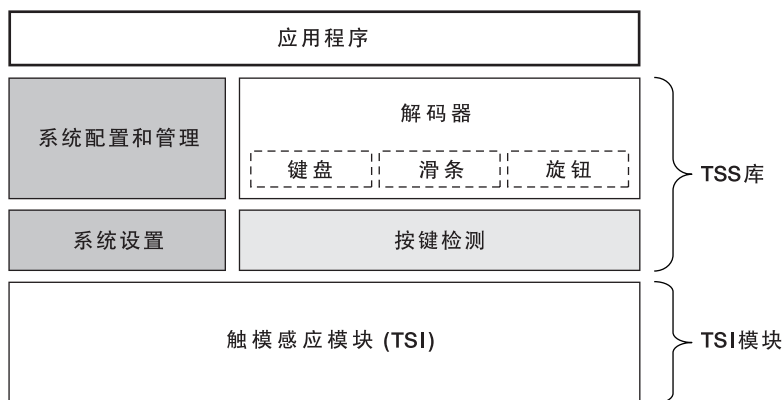 应用程序
系统配置和管理
解码器
键盘 滑条 旋钮
TSS库
系统设置
按键检测
触模感应模块 (TSI)
TSI模块